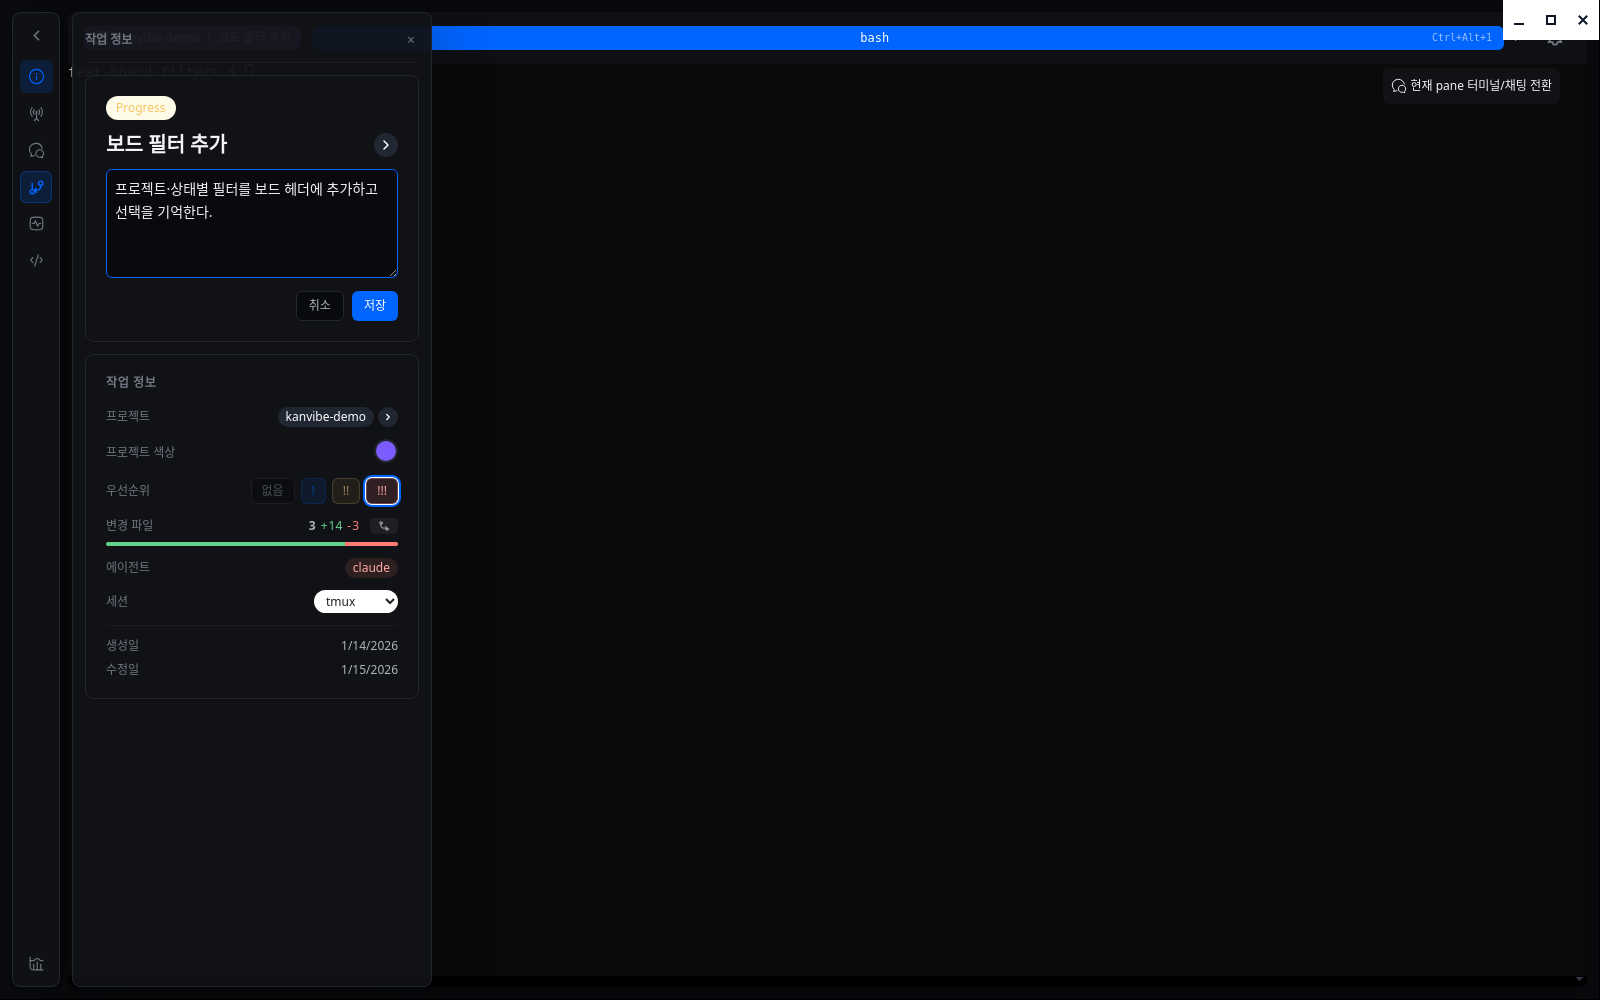 작업 정보
bash
Ctrl+Alt+1
현재 pane 터미널/채팅 전환
Progress
보드 필터 추가
프로젝트·상태별 필터를 보드 헤더에 추가하고
선택을 기억한다.
취소
저장
작업 정보
프로젝트
kanvibe-demo
프로젝트 색상
우선순위
없음
!
!!
!!!
변경 파일
3 +14 -3
에이전트
claude
세션
tmux
생성일
1/14/2026
수정일
1/15/2026